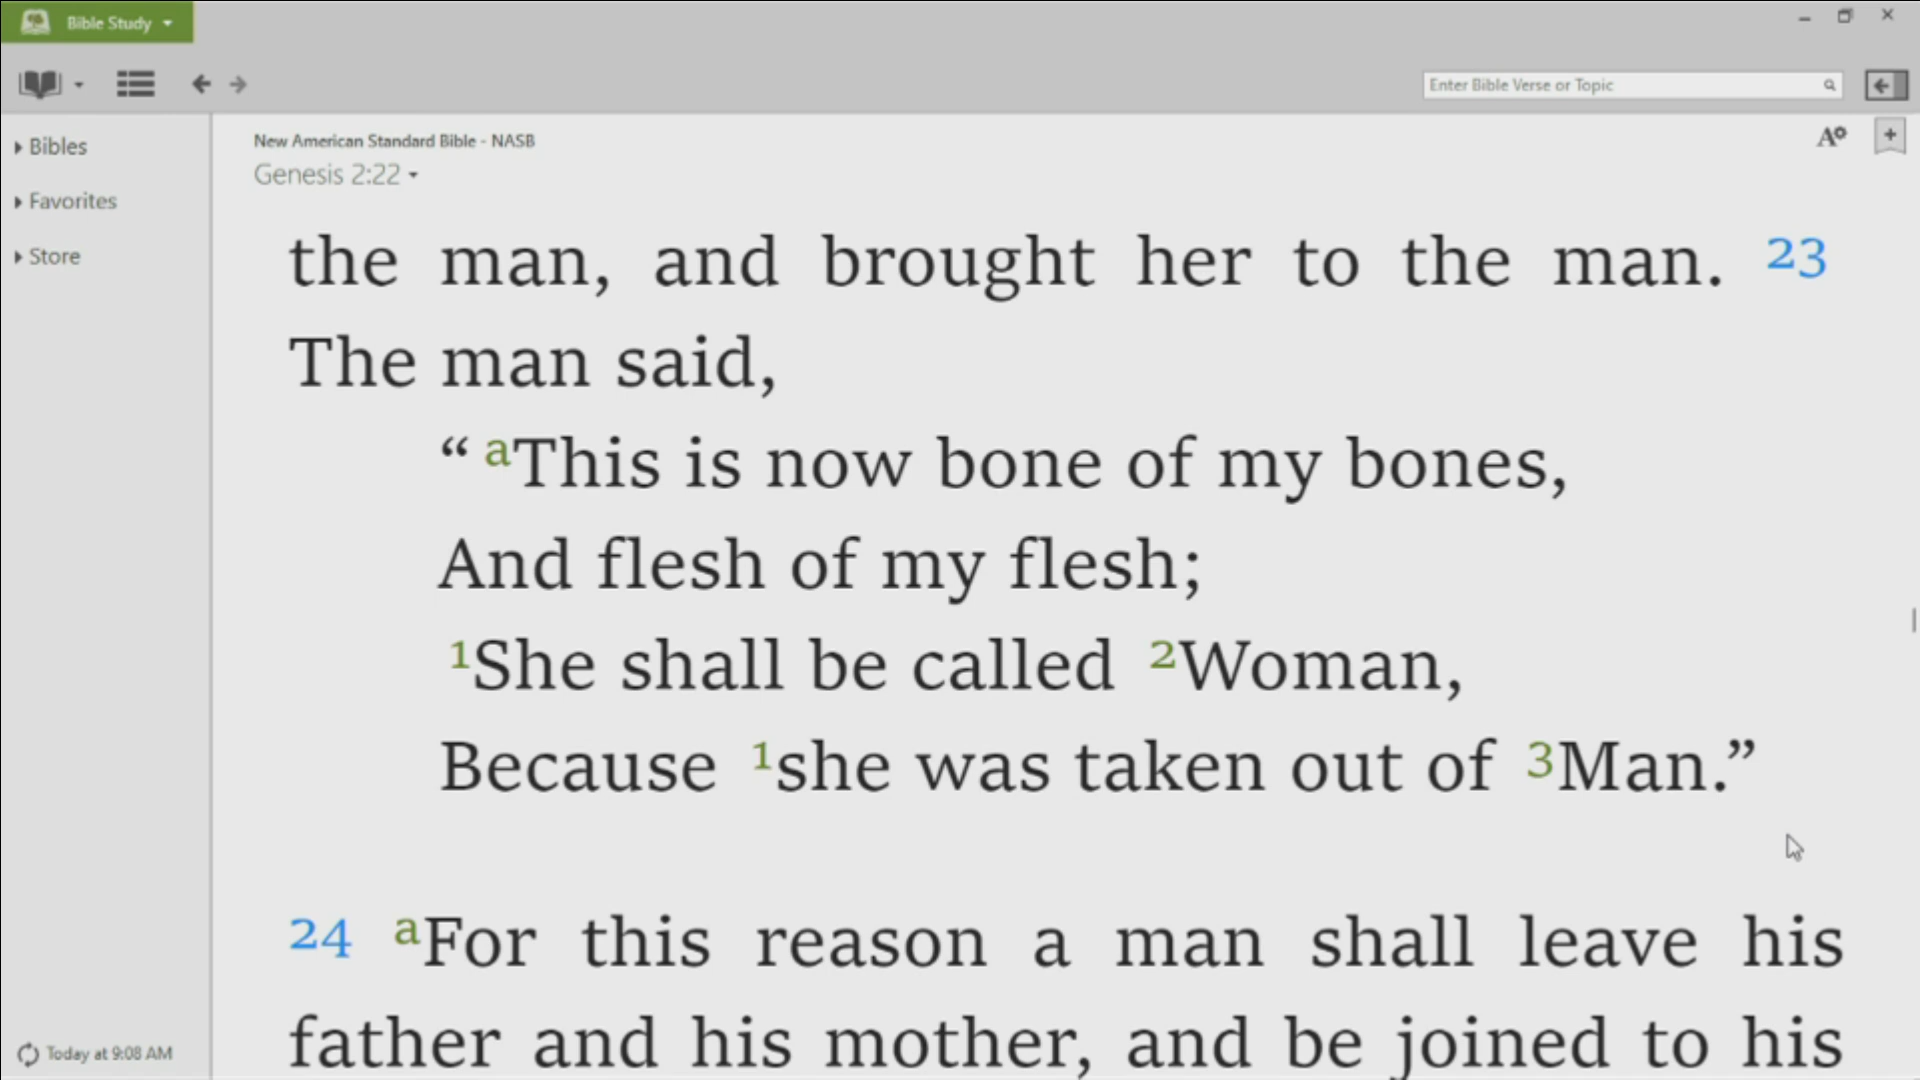 Bible Study
Enter Bible Verse or Topic
Bibles
Favorites
Store
New American Standard Bible - NASB
Genesis 2:22
the man, and brought her to the man. 23
The man said,
“ aThis is now bone of my bones,
And flesh of my flesh;
1She shall be called 2Woman,
Because 1she was taken out of 3Man.”
24 aFor this reason a man shall leave his
father and his mother, and be joined to his
Today at 9:08 AM